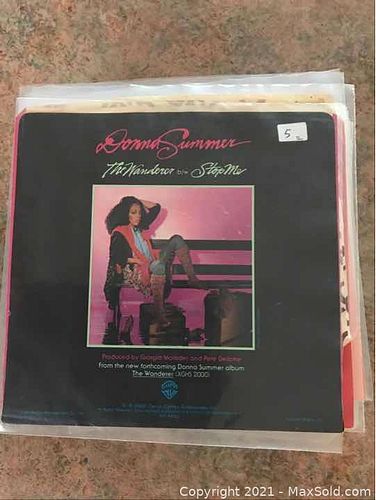 Donna Summer
5
The Wanderer b/w Stop Me
Produced by Giorgio Moroder and Pete Bellotte
from the new forthcoming Donna Summer album
The Wanderer (XGHS 2000)
Copyright 2021 - MaxSold.com